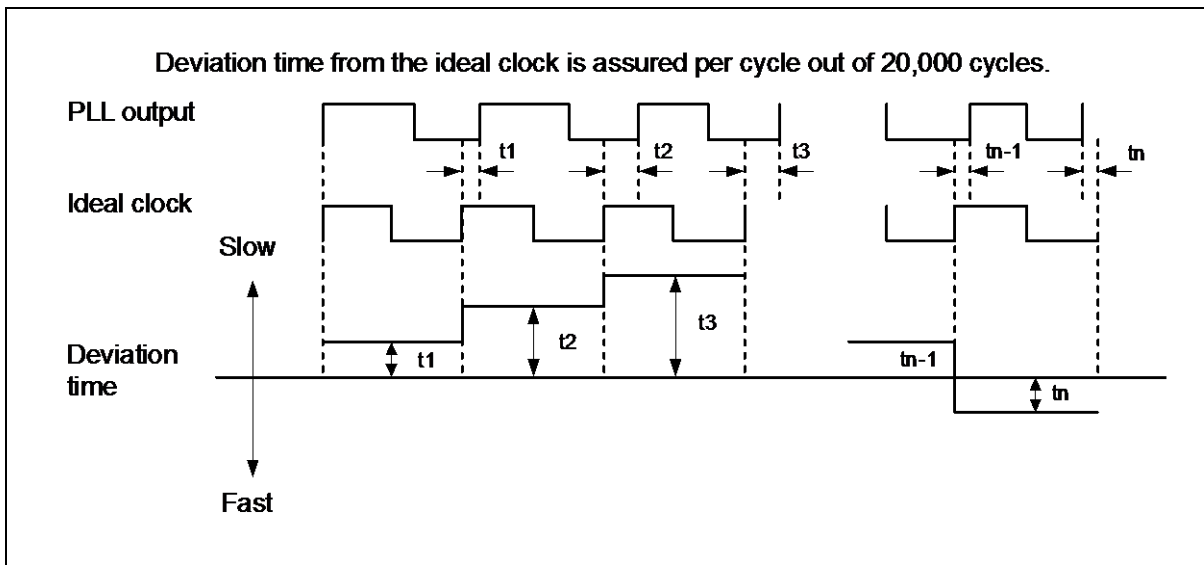 Deviation time from the ideal clock is assured per cycle out of 20,000 cycles.
PLL output
t1
t2
t3
tn-1
tn
Ideal clock
Slow
t1
t2
t3
Deviation
time
tn-1
tn
Fast